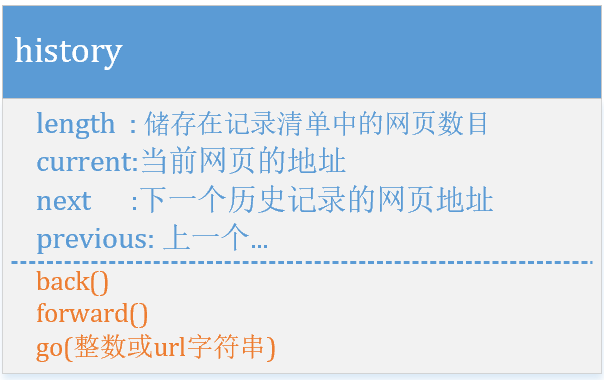 history
length : 储存在记录清单中的网页数目
current:当前网页的地址
next :下一个历史记录的网页地址
previous: 上一个...
back()
forward()
go(整数或url字符串)